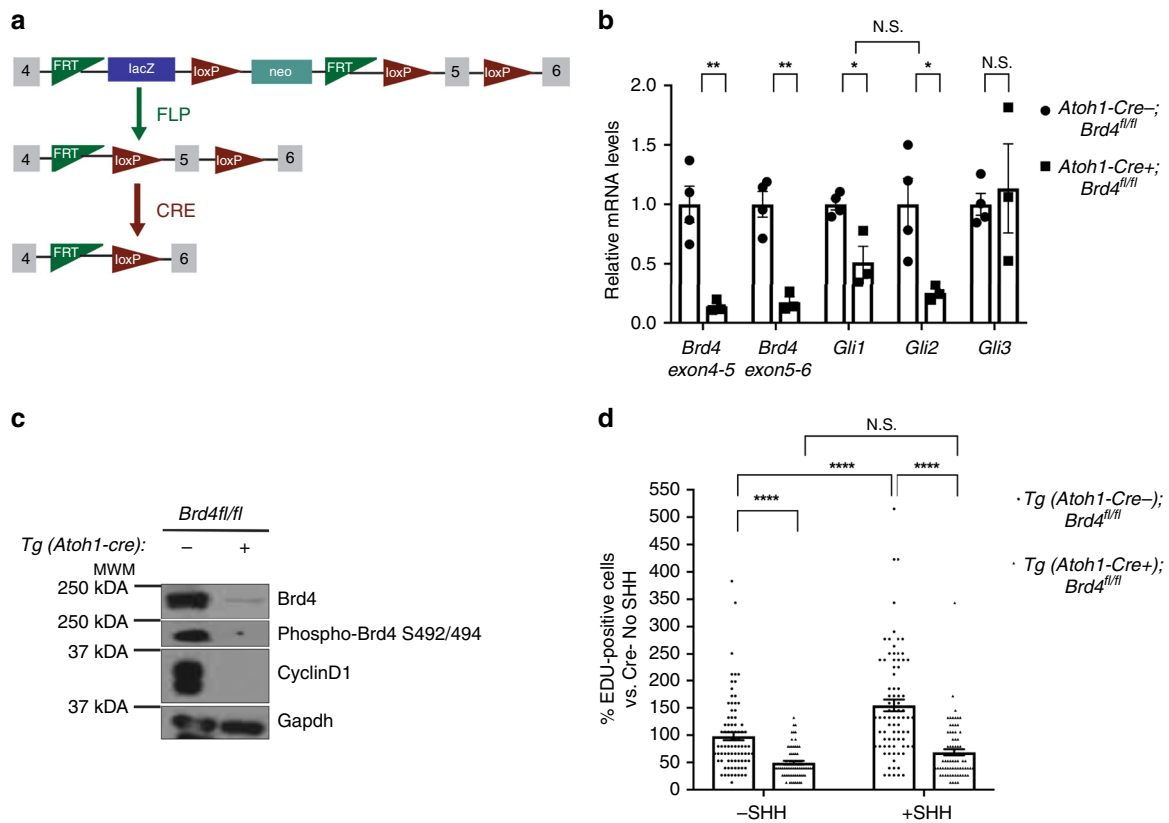 a
4 FRT lacZ loxP neo FRT loxP 5 loxP 6
FLP
4 FRT loxP 5 loxP 6
CRE
4 FRT loxP 6
b
N.S.
** ** * * N.S.
Relative mRNA levels
2.0
1.5
1.0
0.5
0.0
Brd4
exon4-5
Brd4
exon5-6
Gli1
Gli2
Gli3
Atoh1-Cre–;
Brd4fl/fl
Atoh1-Cre+;
Brd4fl/fl
c
Brd4fl/fl
Tg (Atoh1-cre): – +
MWM
250 kDA
Brd4
250 kDA
Phospho-Brd4 S492/494
37 kDA
CyclinD1
37 kDA
Gapdh
d
N.S.
**** ****
****
% EDU-positive cells
vs. Cre- No SHH
550
500
450
400
350
300
250
200
150
100
50
0
–SHH
+SHH
Tg (Atoh1-Cre–);
Brd4fl/fl
Tg (Atoh1-Cre+);
Brd4fl/fl